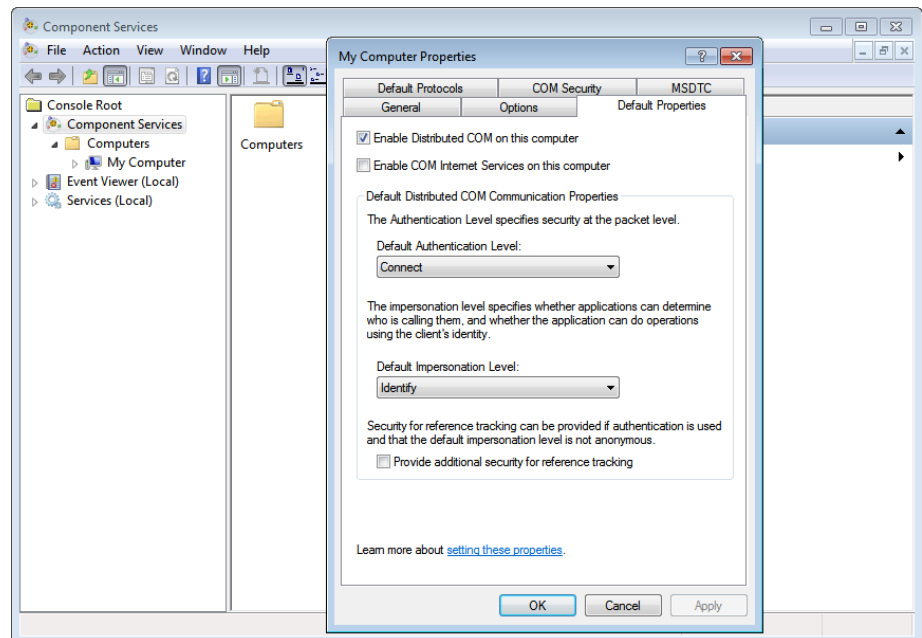 Component Services
File Action View Window Help
Console Root
Component Services
Computers
My Computer
Event Viewer (Local)
Services (Local)
Computers
My Computer Properties
Default Protocols COM Security MSDTC
General Options Default Properties
Enable Distributed COM on this computer
Enable COM Internet Services on this computer
Default Distributed COM Communication Properties
The Authentication Level specifies security at the packet level.
Default Authentication Level:
Connect
The impersonation level specifies whether applications can determine
who is calling them, and whether the application can do operations
using the client's identity.
Default Impersonation Level:
Identify
Security for reference tracking can be provided if authentication is used
and that the default impersonation level is not anonymous.
Provide additional security for reference tracking
Learn more about setting these properties.
OK Cancel Apply